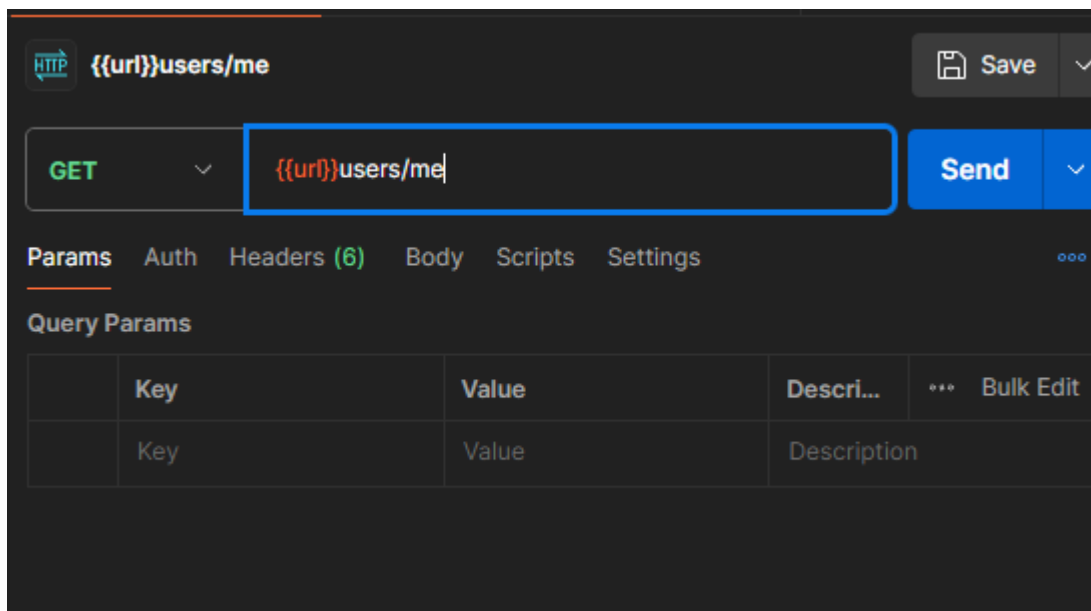 HTTP {{url}}users/me Save
GET {{url}}users/me Send
Params Auth Headers (6) Body Scripts Settings
Query Params
Key Value Descri... Bulk Edit
Key Value Description